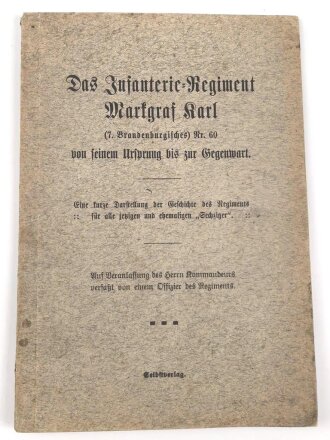 Das Infanterie-Regiment
Markgraf Karl
(7. Brandenburgisches) Nr. 60
von seinem Ursprung bis zur Gegenwart.
Eine kurze Darstellung der Geschichte des Regiments
:: für alle jetzigen und ehemaligen „Sechziger". ::
Auf Veranlassung des Herrn Kommandeurs
verfaßt von einem Offizier des Regiments.
Selbstverlag.